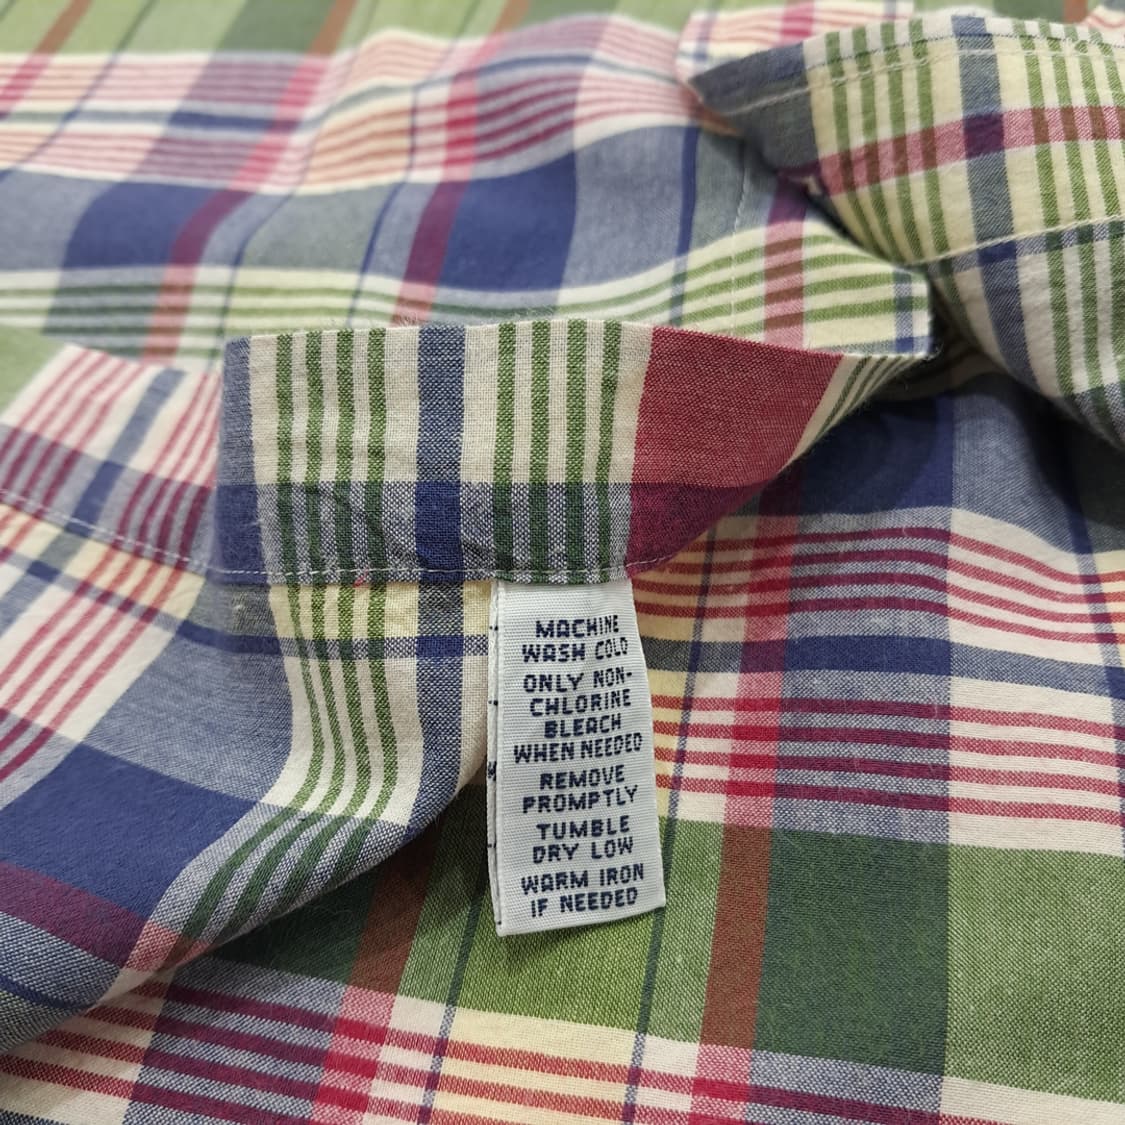 MACHINE
WASH COLD
ONLY NON-
CHLORINE
BLEACH
WHEN NEEDED
REMOVE
PROMPTLY
TUMBLE
DRY LOW
WARM IRON
IF NEEDED